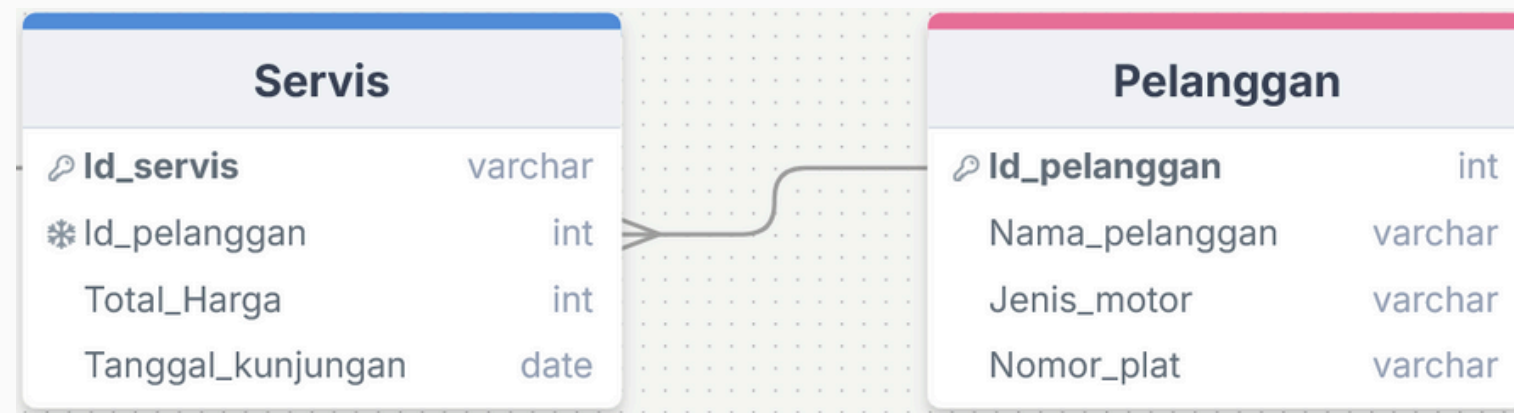 Servis
Id_servis varchar
Id_pelanggan int
Total_Harga int
Tanggal_kunjungan date
Pelanggan
Id_pelanggan int
Nama_pelanggan varchar
Jenis_motor varchar
Nomor_plat varchar